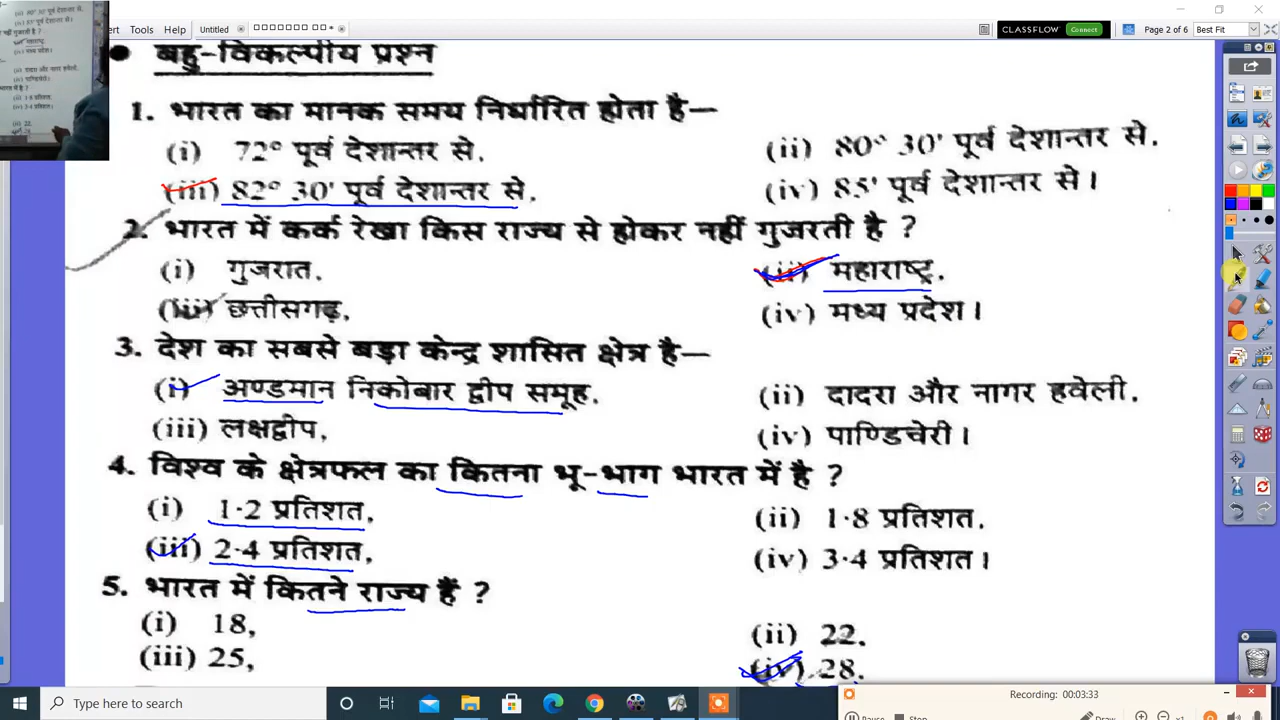 ert Tools Help Untitled
CLASSFLOW Connect Page 2 of 6 Best Fit
बहु-विकल्पीय प्रश्न
1. भारत का मानक समय निर्धारित होता है—
(i) 72° पूर्व देशान्तर से. (ii) 80° 30' पूर्व देशान्तर से.
(iii) 82° 30' पूर्व देशान्तर से. (iv) 85' पूर्व देशान्तर से।
2. भारत में कर्क रेखा किस राज्य से होकर नहीं गुजरती है ?
(i) गुजरात. (ii) महाराष्ट्र.
(iii) छत्तीसगढ़, (iv) मध्य प्रदेश।
3. देश का सबसे बड़ा केन्द्र शासित क्षेत्र है—
(i) अण्डमान निकोबार द्वीप समूह. (ii) दादरा और नागर हवेली.
(iii) लक्षद्वीप, (iv) पाण्डिचेरी।
4. विश्व के क्षेत्रफल का कितना भू-भाग भारत में है ?
(i) 1·2 प्रतिशत, (ii) 1·8 प्रतिशत.
(iii) 2·4 प्रतिशत, (iv) 3·4 प्रतिशत।
5. भारत में कितने राज्य हैं ?
(i) 18, (ii) 22.
(iii) 25, (iv) 28.
Recording: 00:03:33
Type here to search
Pause Stop Draw x1